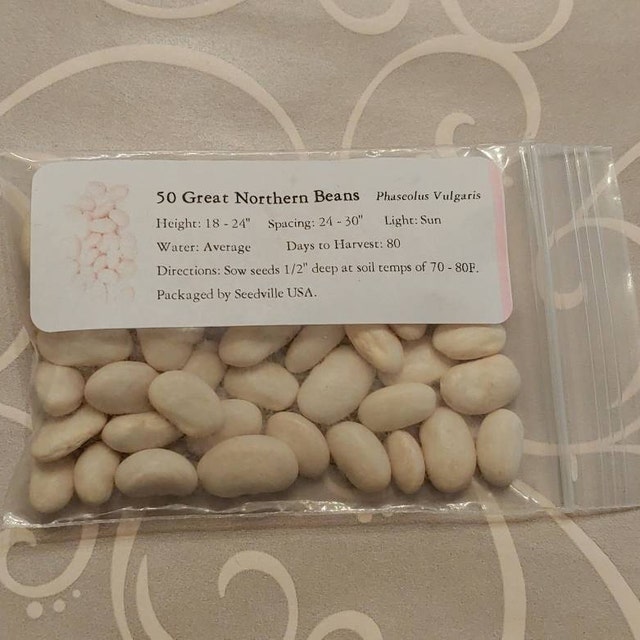 50 Great Northern Beans Phaseolus Vulgaris
Height: 18 - 24" Spacing: 24 - 30" Light: Sun
Water: Average Days to Harvest: 80
Directions: Sow seeds 1/2" deep at soil temps of 70 - 80F.
Packaged by Seedville USA.